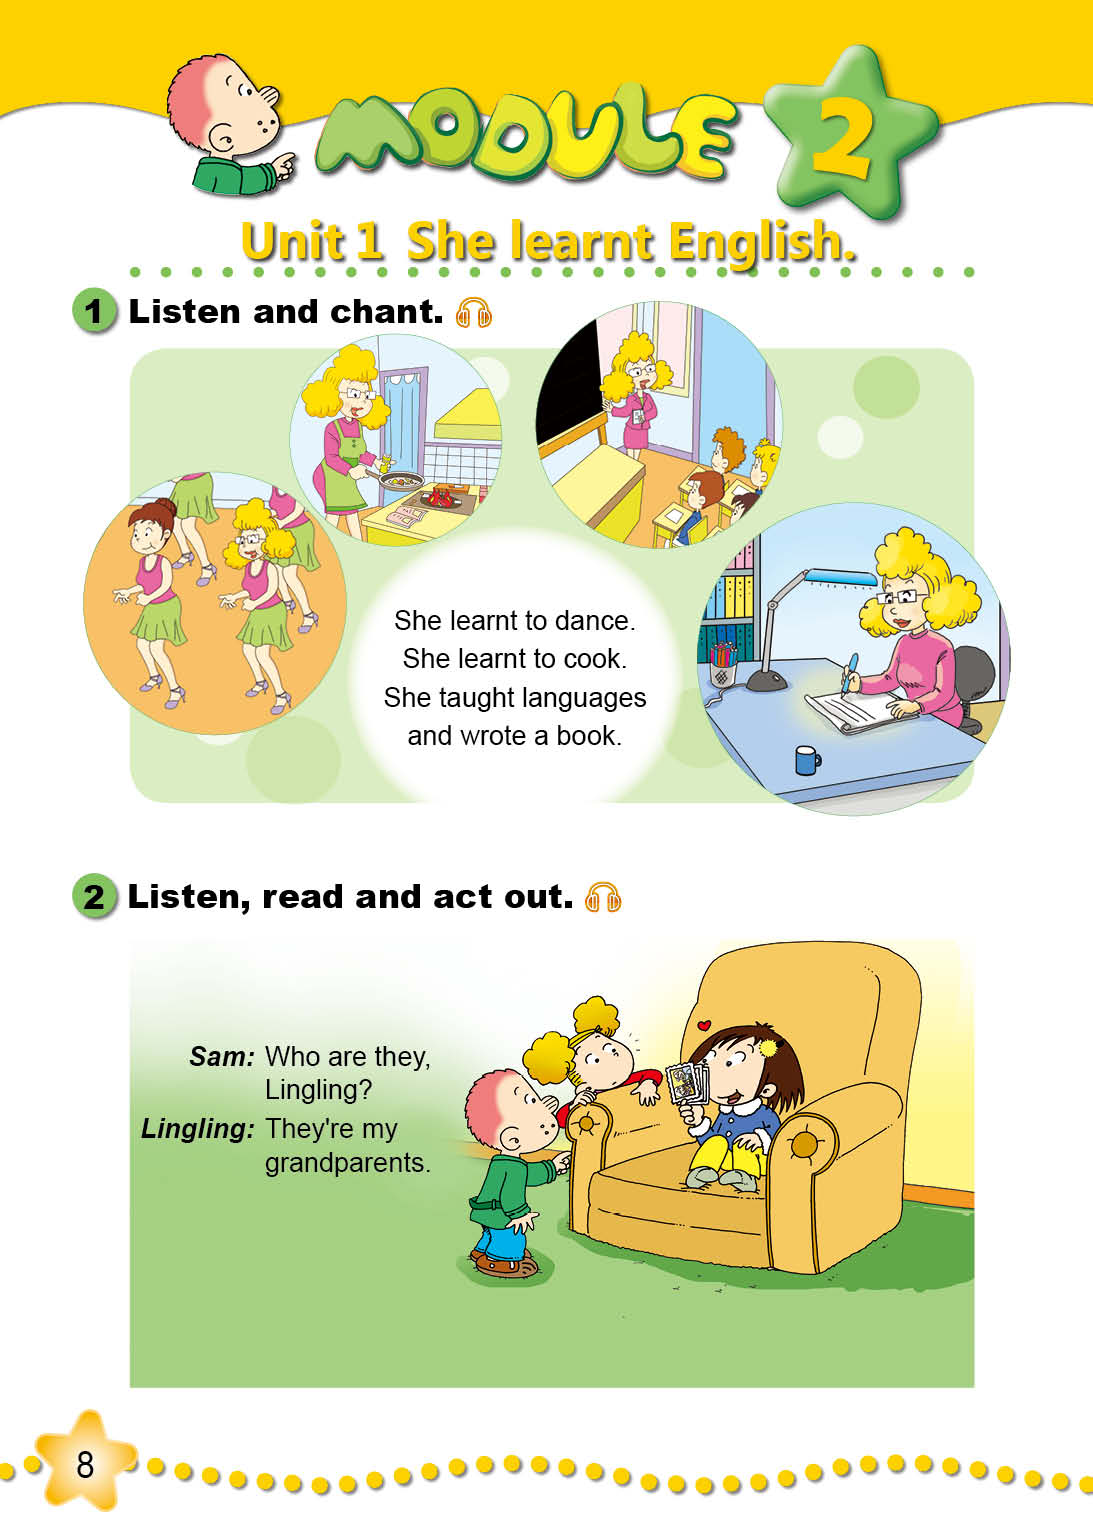 MODULE 2
Unit 1 She learnt English.
1 Listen and chant.
She learnt to dance.
She learnt to cook.
She taught languages
and wrote a book.
2 Listen, read and act out.
Sam: Who are they,
Lingling?
Lingling: They're my
grandparents.
8